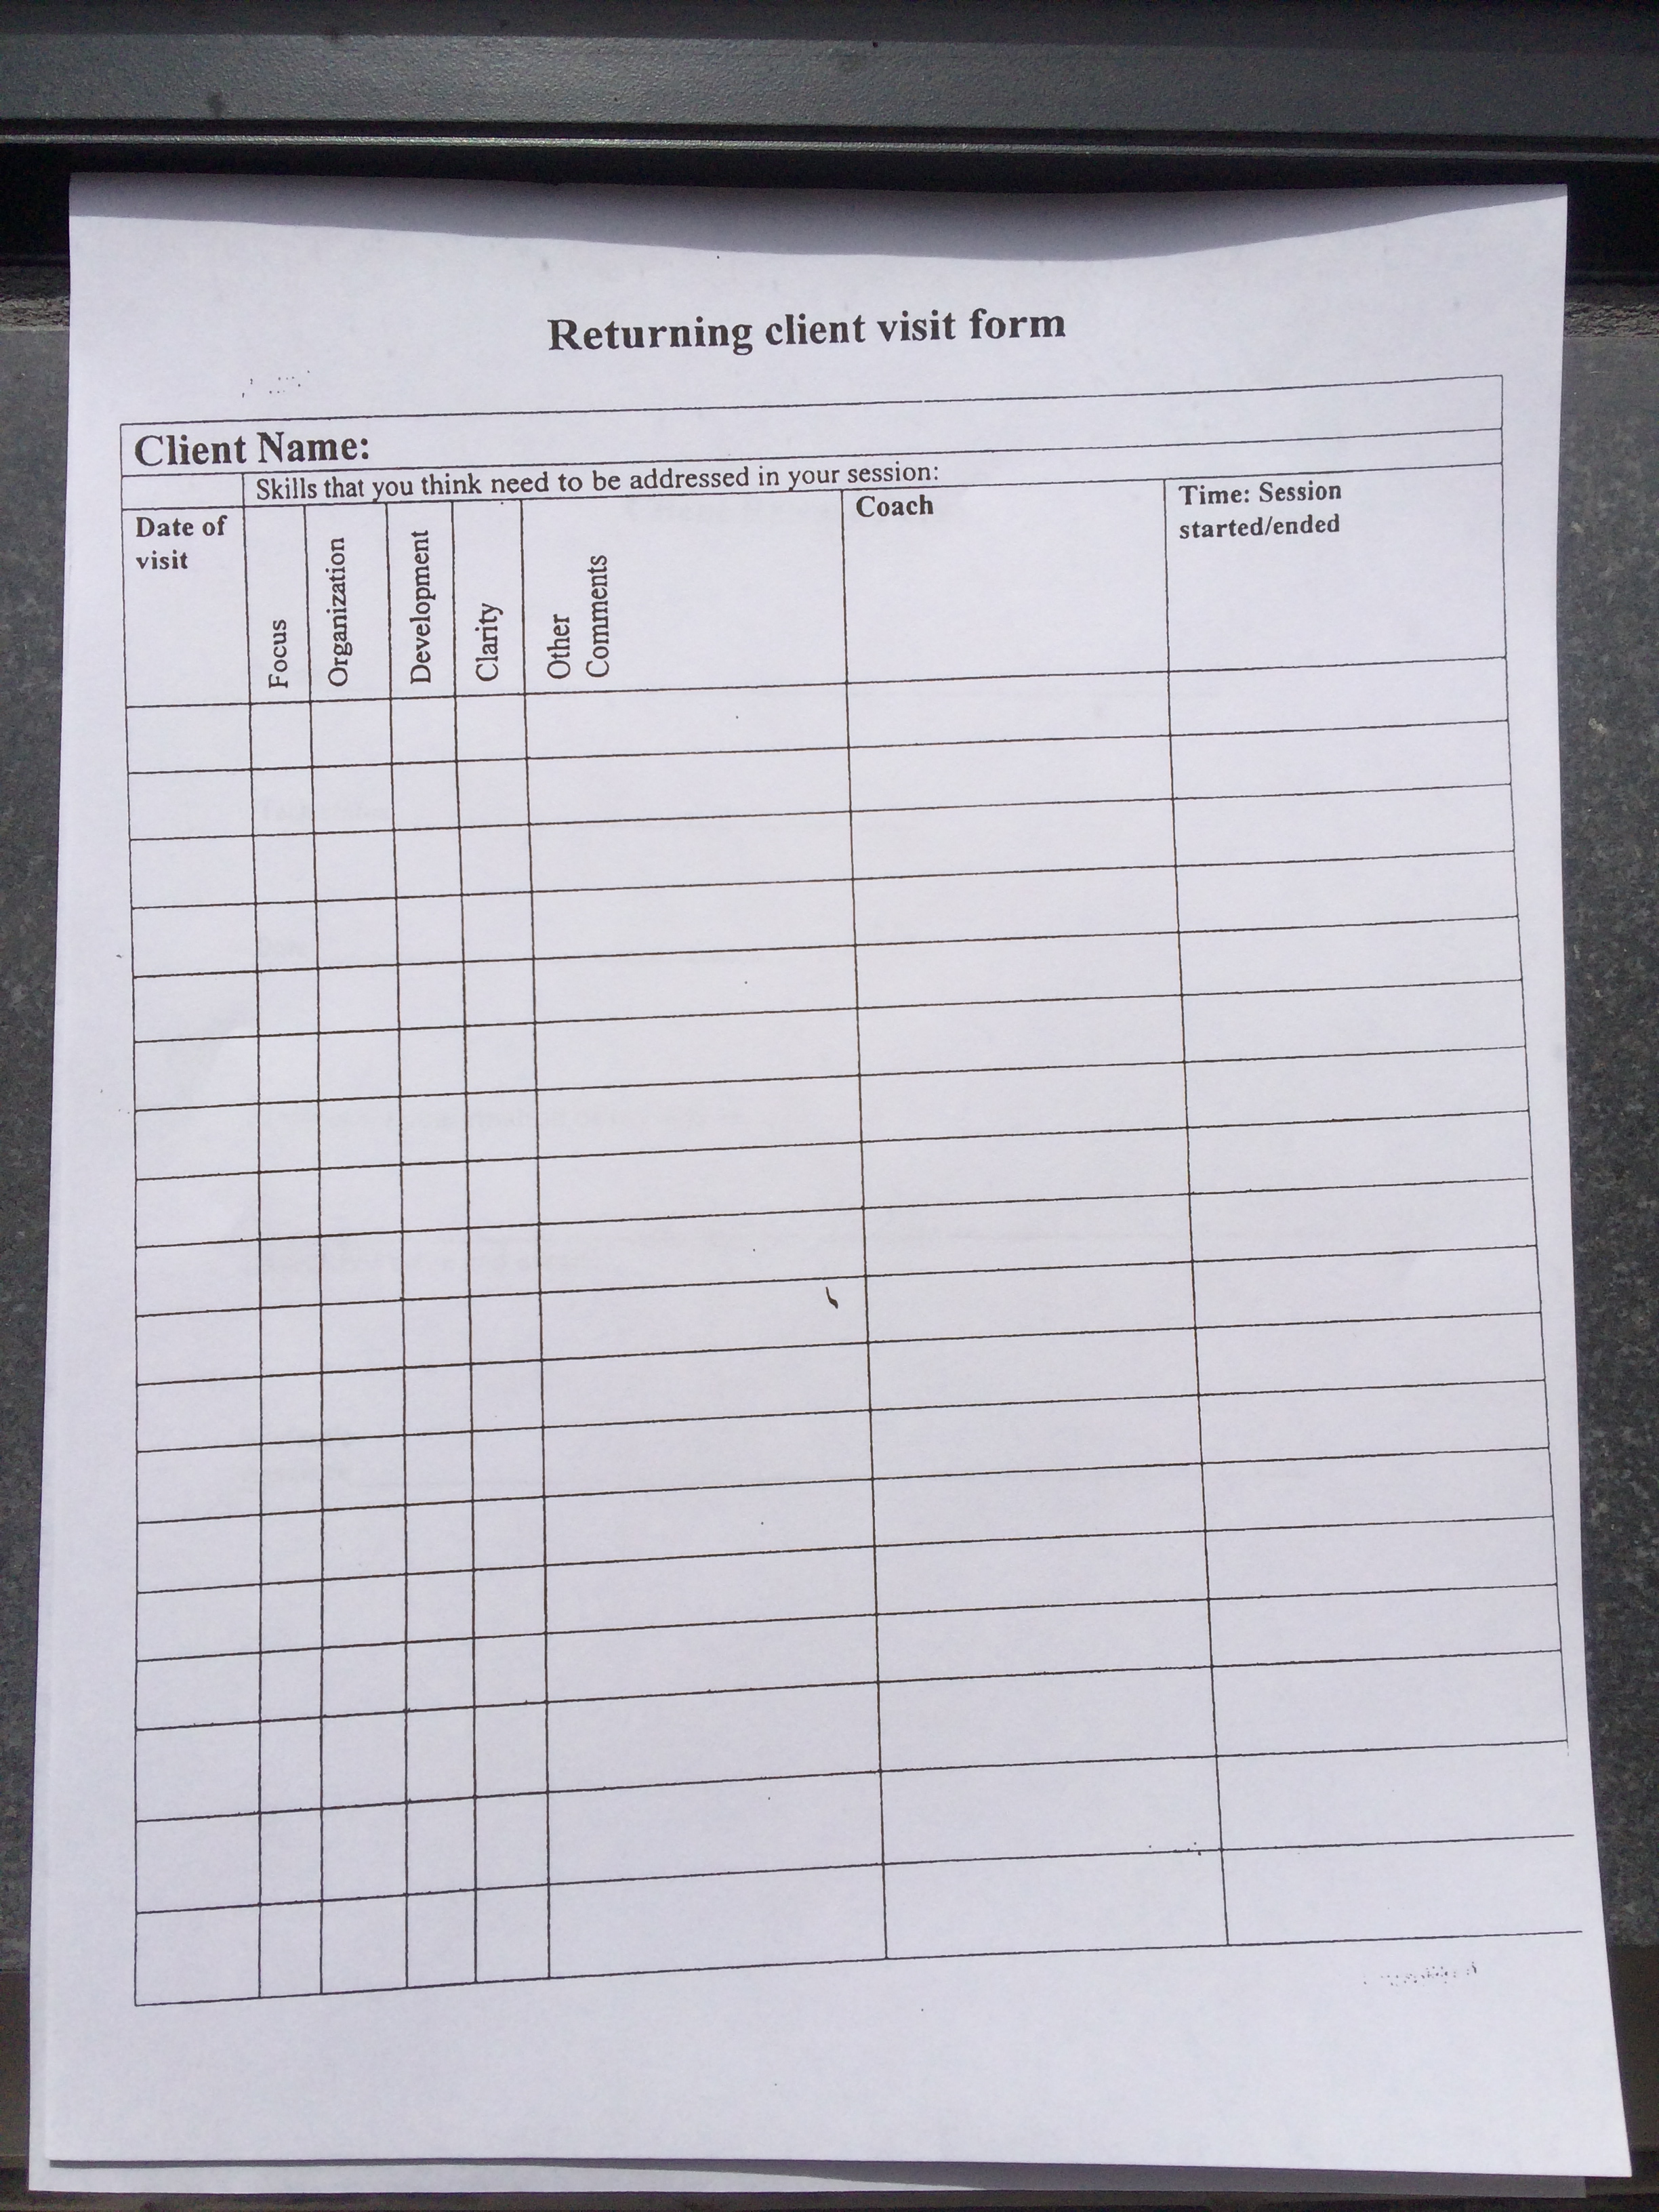 Returning client visit form
Client Name:
Skills that you think need to be addressed in your session:
Date of
visit
Focus
Organization
Development
Clarity
Other
Comments
Coach
Time: Session
started/ended